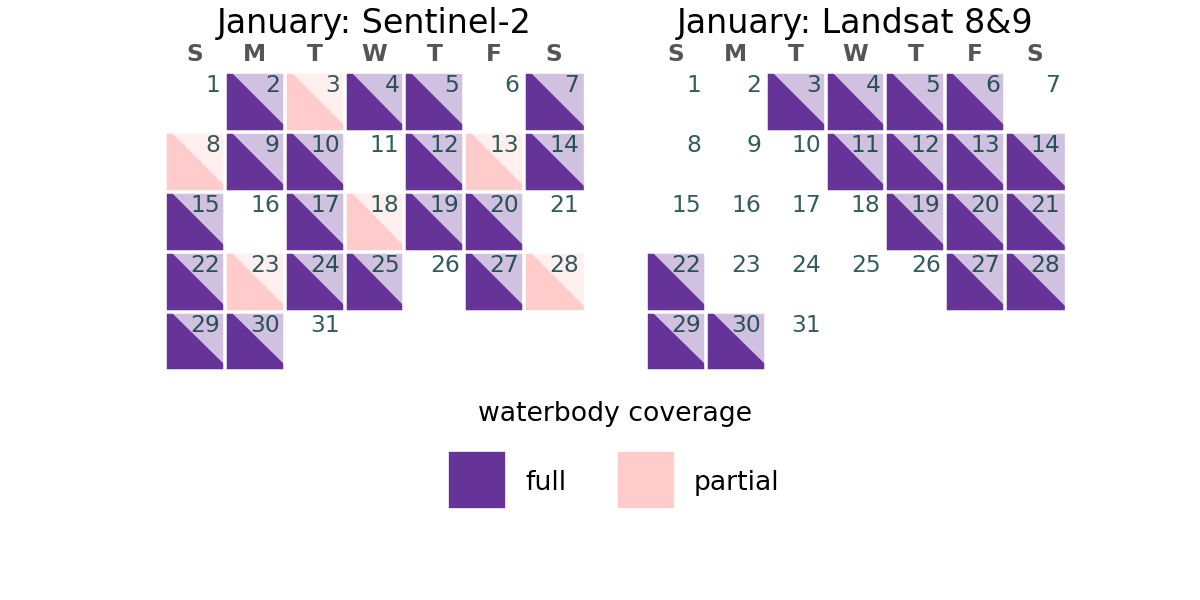 January: Sentinel-2
S M T W T F S
1 2 3 4 5 6 7
8 9 10 11 12 13 14
15 16 17 18 19 20 21
22 23 24 25 26 27 28
29 30 31
January: Landsat 8&9
S M T W T F S
1 2 3 4 5 6 7
8 9 10 11 12 13 14
15 16 17 18 19 20 21
22 23 24 25 26 27 28
29 30 31
waterbody coverage
full partial